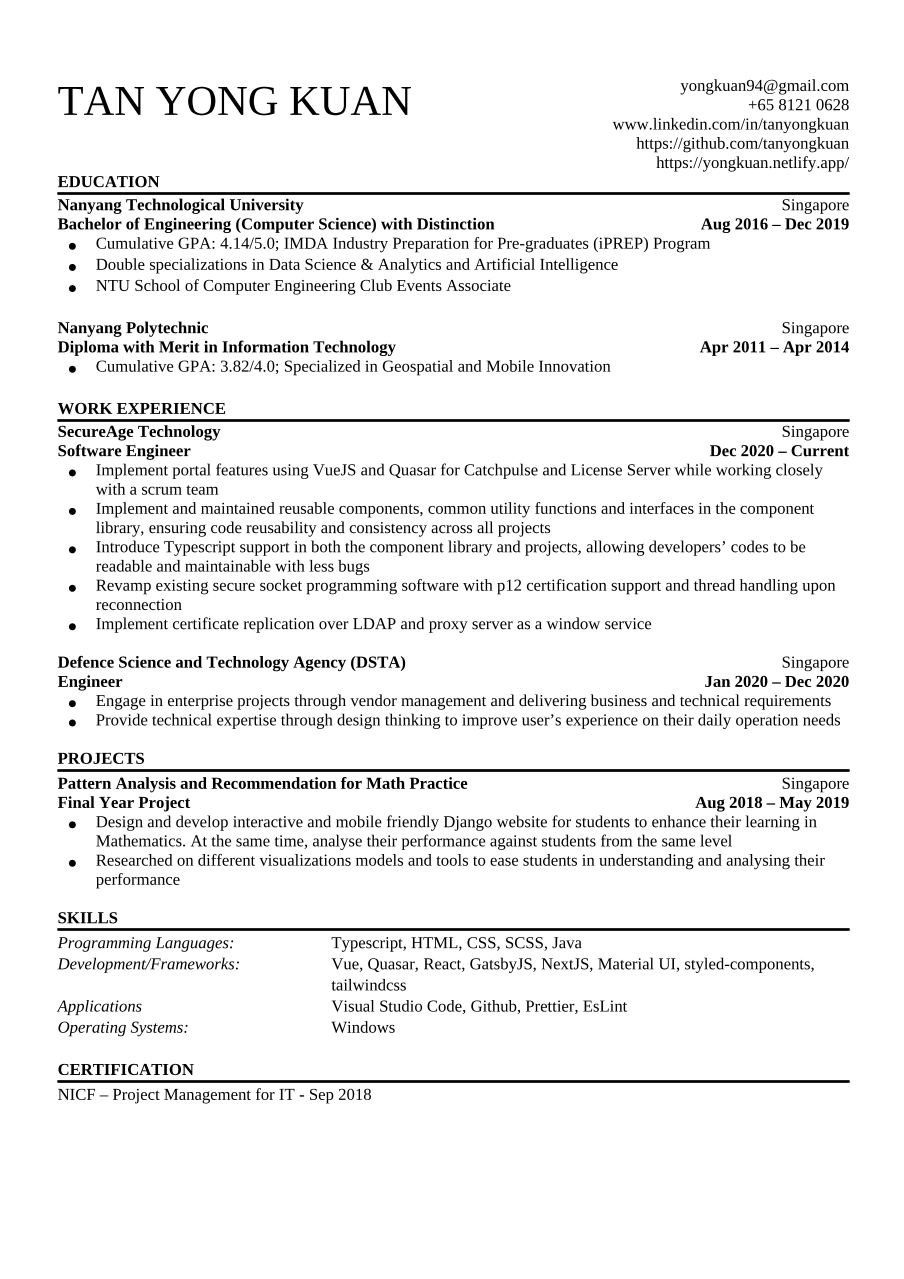 TAN YONG KUAN
yongkuan94@gmail.com
+65 8121 0628
www.linkedin.com/in/tanyongkuan
https://github.com/tanyongkuan
https://yongkuan.netlify.app/
EDUCATION
Nanyang Technological University Singapore
Bachelor of Engineering (Computer Science) with Distinction Aug 2016 – Dec 2019
● Cumulative GPA: 4.14/5.0; IMDA Industry Preparation for Pre-graduates (iPREP) Program
● Double specializations in Data Science & Analytics and Artificial Intelligence
● NTU School of Computer Engineering Club Events Associate
Nanyang Polytechnic Singapore
Diploma with Merit in Information Technology Apr 2011 – Apr 2014
● Cumulative GPA: 3.82/4.0; Specialized in Geospatial and Mobile Innovation
WORK EXPERIENCE
SecureAge Technology Singapore
Software Engineer Dec 2020 – Current
● Implement portal features using VueJS and Quasar for Catchpulse and License Server while working closely
with a scrum team
● Implement and maintained reusable components, common utility functions and interfaces in the component
library, ensuring code reusability and consistency across all projects
● Introduce Typescript support in both the component library and projects, allowing developers’ codes to be
readable and maintainable with less bugs
● Revamp existing secure socket programming software with p12 certification support and thread handling upon
reconnection
● Implement certificate replication over LDAP and proxy server as a window service
Defence Science and Technology Agency (DSTA) Singapore
Engineer Jan 2020 – Dec 2020
● Engage in enterprise projects through vendor management and delivering business and technical requirements
● Provide technical expertise through design thinking to improve user’s experience on their daily operation needs
PROJECTS
Pattern Analysis and Recommendation for Math Practice Singapore
Final Year Project Aug 2018 – May 2019
● Design and develop interactive and mobile friendly Django website for students to enhance their learning in
Mathematics. At the same time, analyse their performance against students from the same level
● Researched on different visualizations models and tools to ease students in understanding and analysing their
performance
SKILLS
Programming Languages: Typescript, HTML, CSS, SCSS, Java
Development/Frameworks: Vue, Quasar, React, GatsbyJS, NextJS, Material UI, styled-components,
tailwindcss
Applications Visual Studio Code, Github, Prettier, EsLint
Operating Systems: Windows
CERTIFICATION
NICF – Project Management for IT - Sep 2018